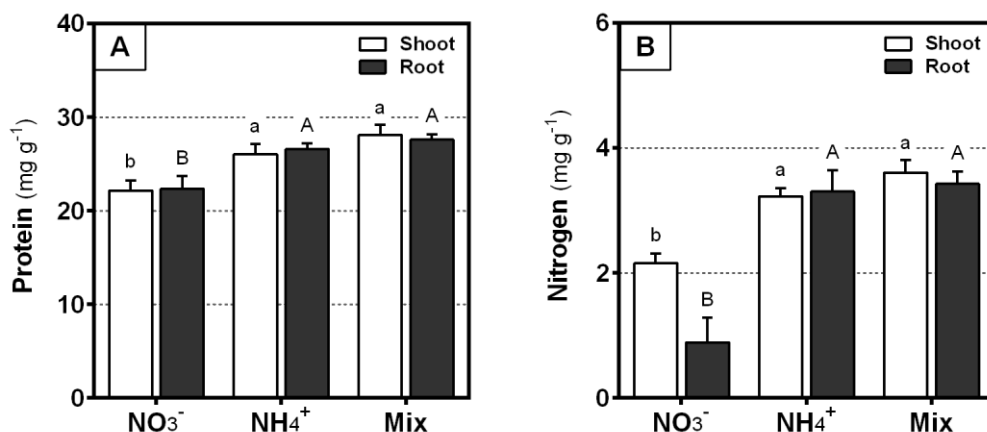 A
Shoot
Root
Protein (mg g⁻¹)
40
30
20
10
0
b
B
a
A
a
A
NO₃⁻
NH₄⁺
Mix
B
Shoot
Root
Nitrogen (mg g⁻¹)
6
4
2
0
b
B
a
A
a
A
NO₃⁻
NH₄⁺
Mix